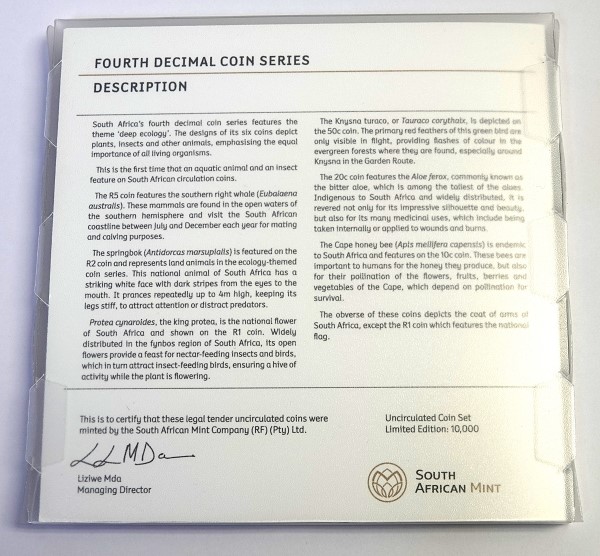 FOURTH DECIMAL COIN SERIES
DESCRIPTION
South Africa's fourth decimal coin series features the
theme 'deep ecology'. The designs of its six coins depict
plants, insects and other animals, emphasising the equal
importance of all living organisms.
This is the first time that an aquatic animal and an insect
feature on South African circulation coins.
The R5 coin features the southern right whale (Eubalaena
australis). These mammals are found in the open waters of
the southern hemisphere and visit the South African
coastline between July and December each year for mating
and calving purposes.
The springbok (Antidorcas marsupialis) is featured on the
R2 coin and represents land animals in the ecology-themed
coin series. This national animal of South Africa has a
striking white face with dark stripes from the eyes to the
mouth. It prances repeatedly up to 4m high, keeping its
legs stiff, to attract attention or distract predators.
Protea cynaroides, the king protea, is the national flower
of South Africa and shown on the R1 coin. Widely
distributed in the fynbos region of South Africa, its open
flowers provide a feast for nectar-feeding insects and birds,
which in turn attract insect-feeding birds, ensuring a hive of
activity while the plant is flowering.
The Knysna turaco, or Tauraco corythaix, is depicted on
the 50c coin. The primary red feathers of this green bird are
only visible in flight, providing flashes of colour in the
evergreen forests where they are found, especially around
Knysna in the Garden Route.
The 20c coin features the Aloe ferox, commonly known as
the bitter aloe, which is among the tallest of the aloes.
Indigenous to South Africa and widely distributed, it is
revered not only for its impressive silhouette and beauty,
but also for its many medicinal uses, which include being
taken internally or applied to wounds and burns.
The Cape honey bee (Apis mellifera capensis) is endemic
to South Africa and features on the 10c coin. These bees are
important to humans for the honey they produce, but also
for their pollination of the flowers, fruits, berries and
vegetables of the Cape, which depend on pollination for
survival.
The obverse of these coins depicts the coat of arms of
South Africa, except the R1 coin which features the national
flag.
This is to certify that these legal tender uncirculated coins were
minted by the South African Mint Company (RF) (Pty) Ltd.
Liziwe Mda
Managing Director
Uncirculated Coin Set
Limited Edition: 10,000
SOUTH
AFRICAN MINT